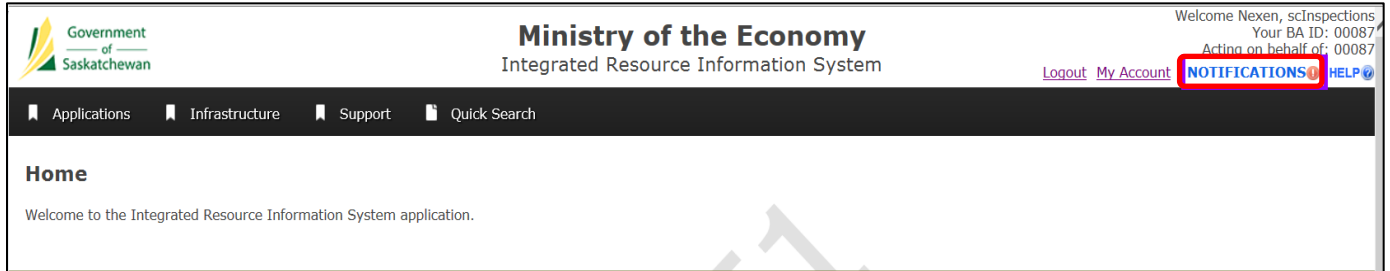 Government
of
Saskatchewan
Ministry of the Economy
Integrated Resource Information System
Welcome Nexen, scInspections
Your BA ID: 00087
Acting on behalf of: 00087
Logout My Account NOTIFICATIONS HELP
Applications Infrastructure Support Quick Search
Home
Welcome to the Integrated Resource Information System application.